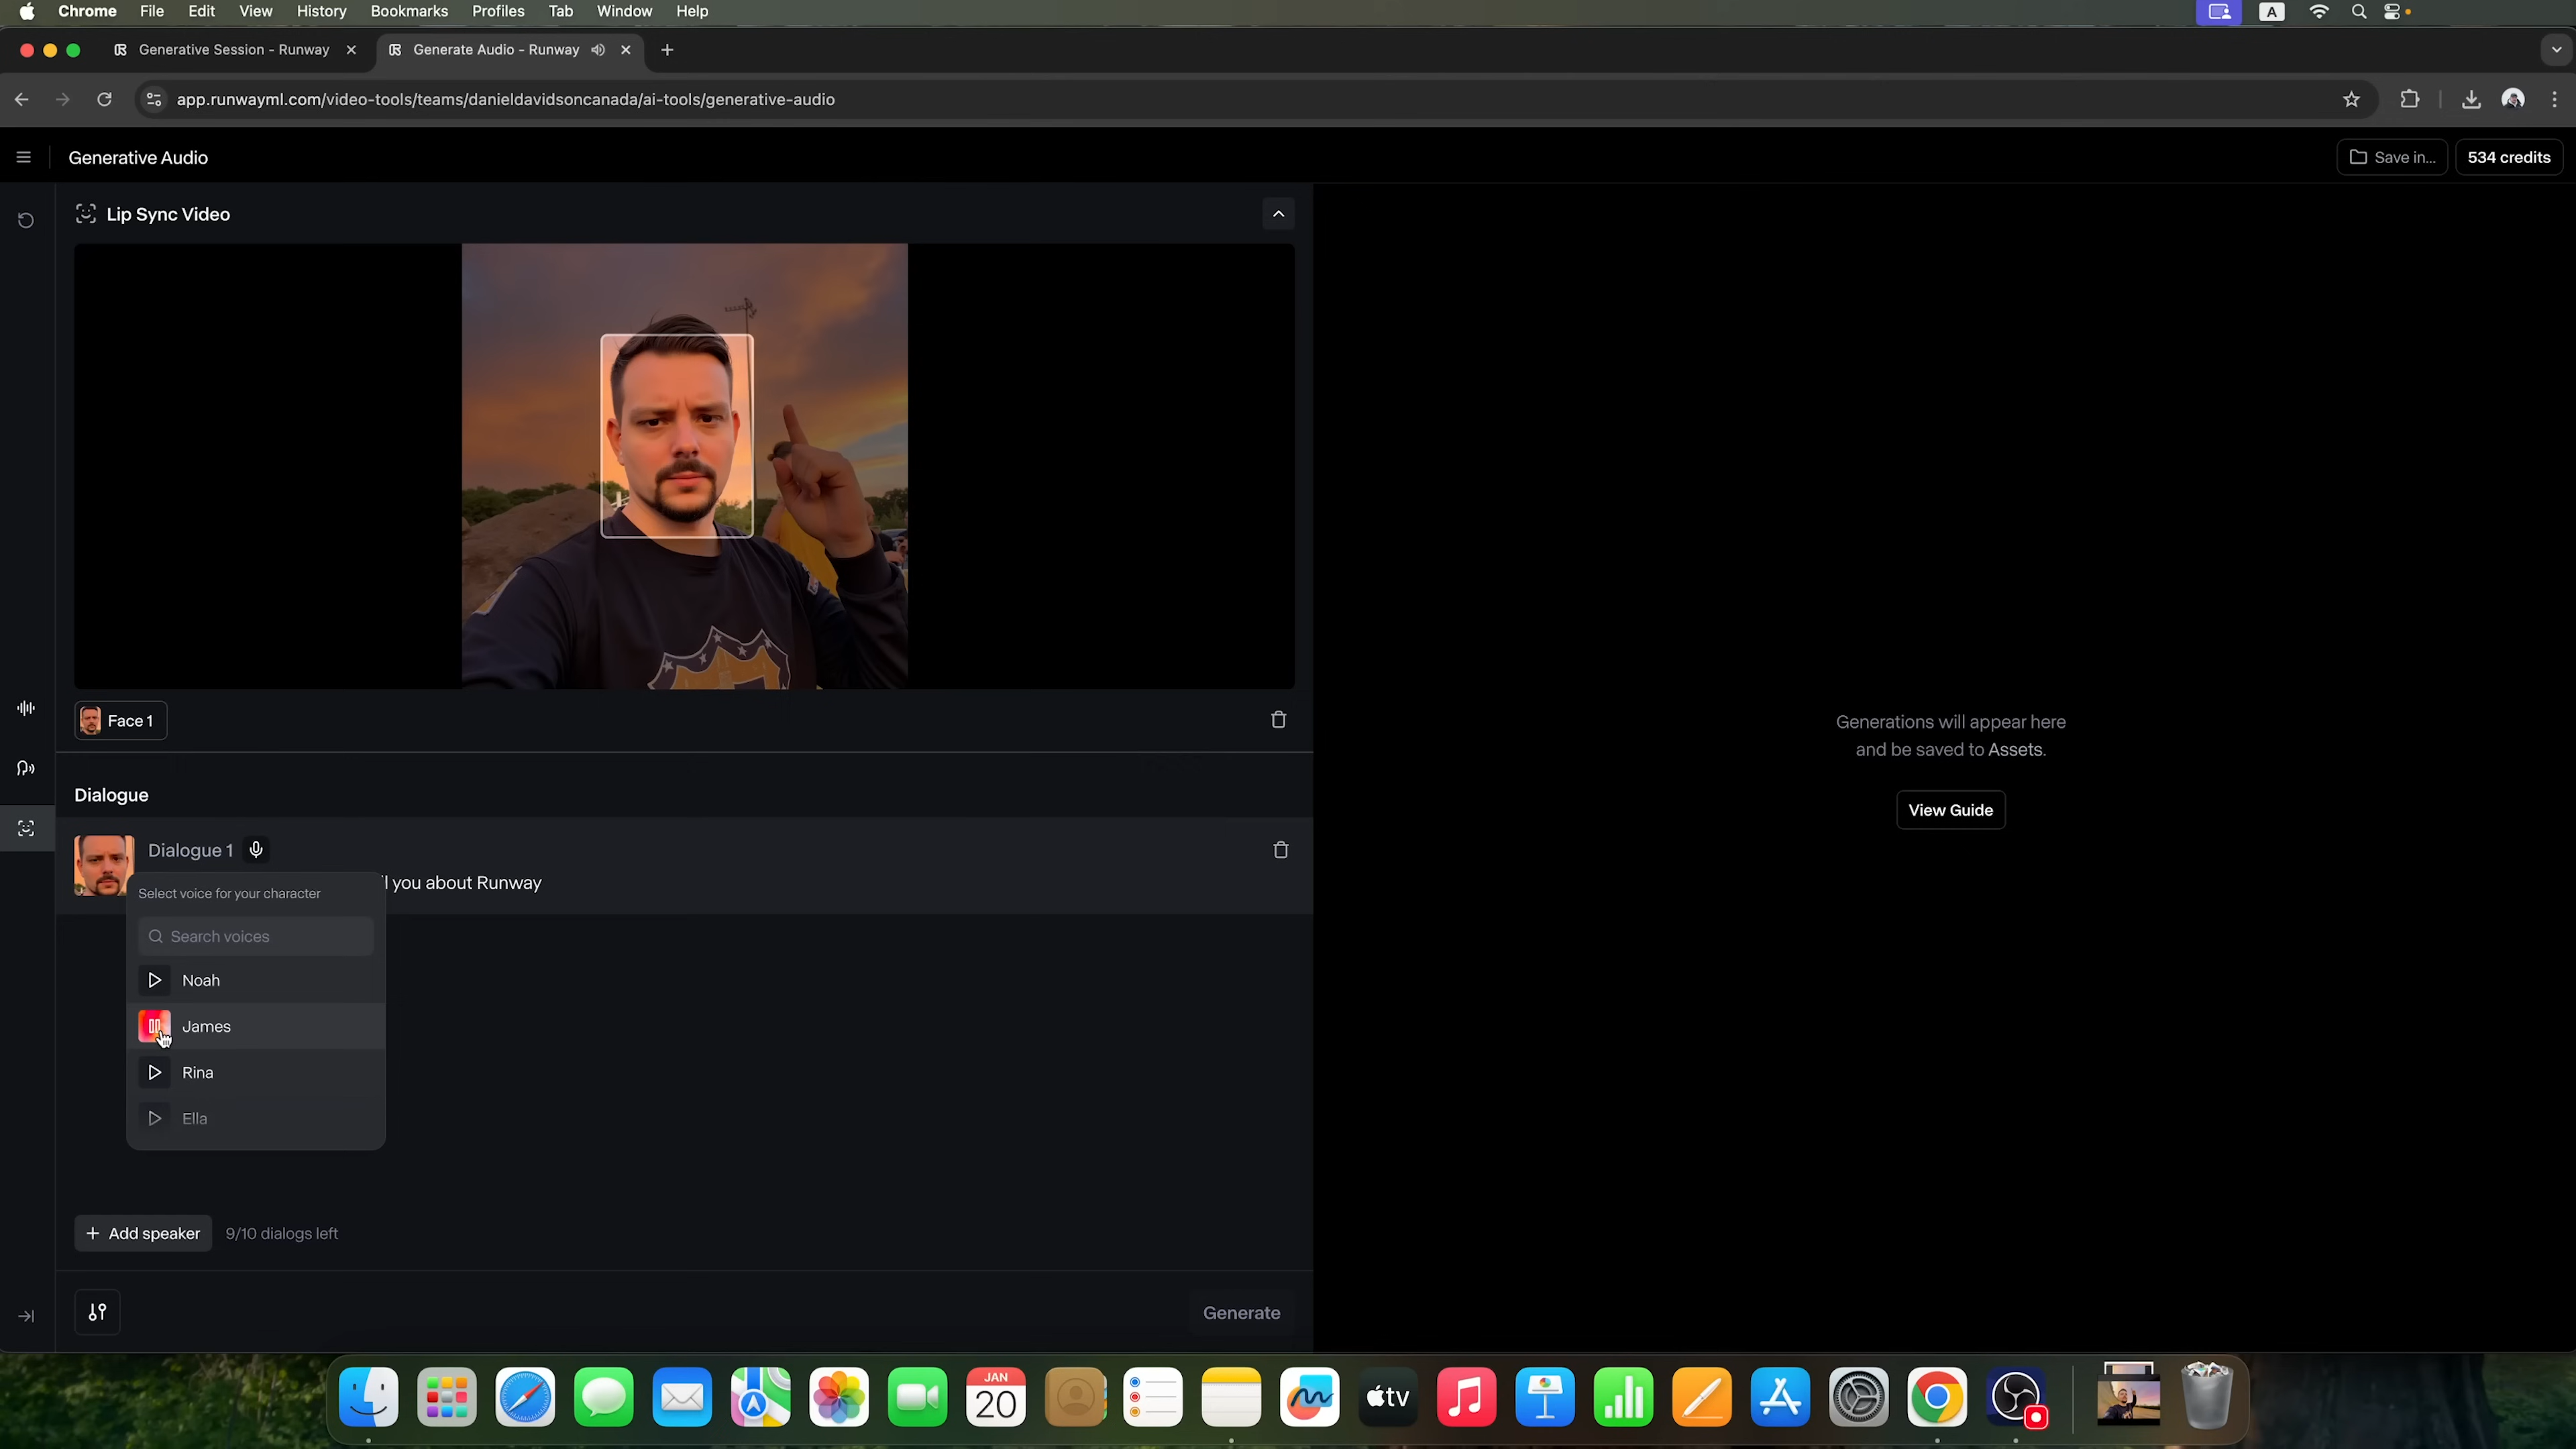 Chrome File Edit View History Bookmarks Profiles Tab Window Help
A
Generative Session - Runway
Generate Audio - Runway
app.runwayml.com/video-tools/teams/danieldavidsoncanada/ai-tools/generative-audio
Generative Audio
Save in...
534 credits
Lip Sync Video
Face 1
Generations will appear here
and be saved to Assets.
View Guide
Dialogue
Dialogue 1
ll you about Runway
Select voice for your character
Search voices
Noah
James
Rina
Ella
+ Add speaker
9/10 dialogs left
Generate
JAN
20
tv